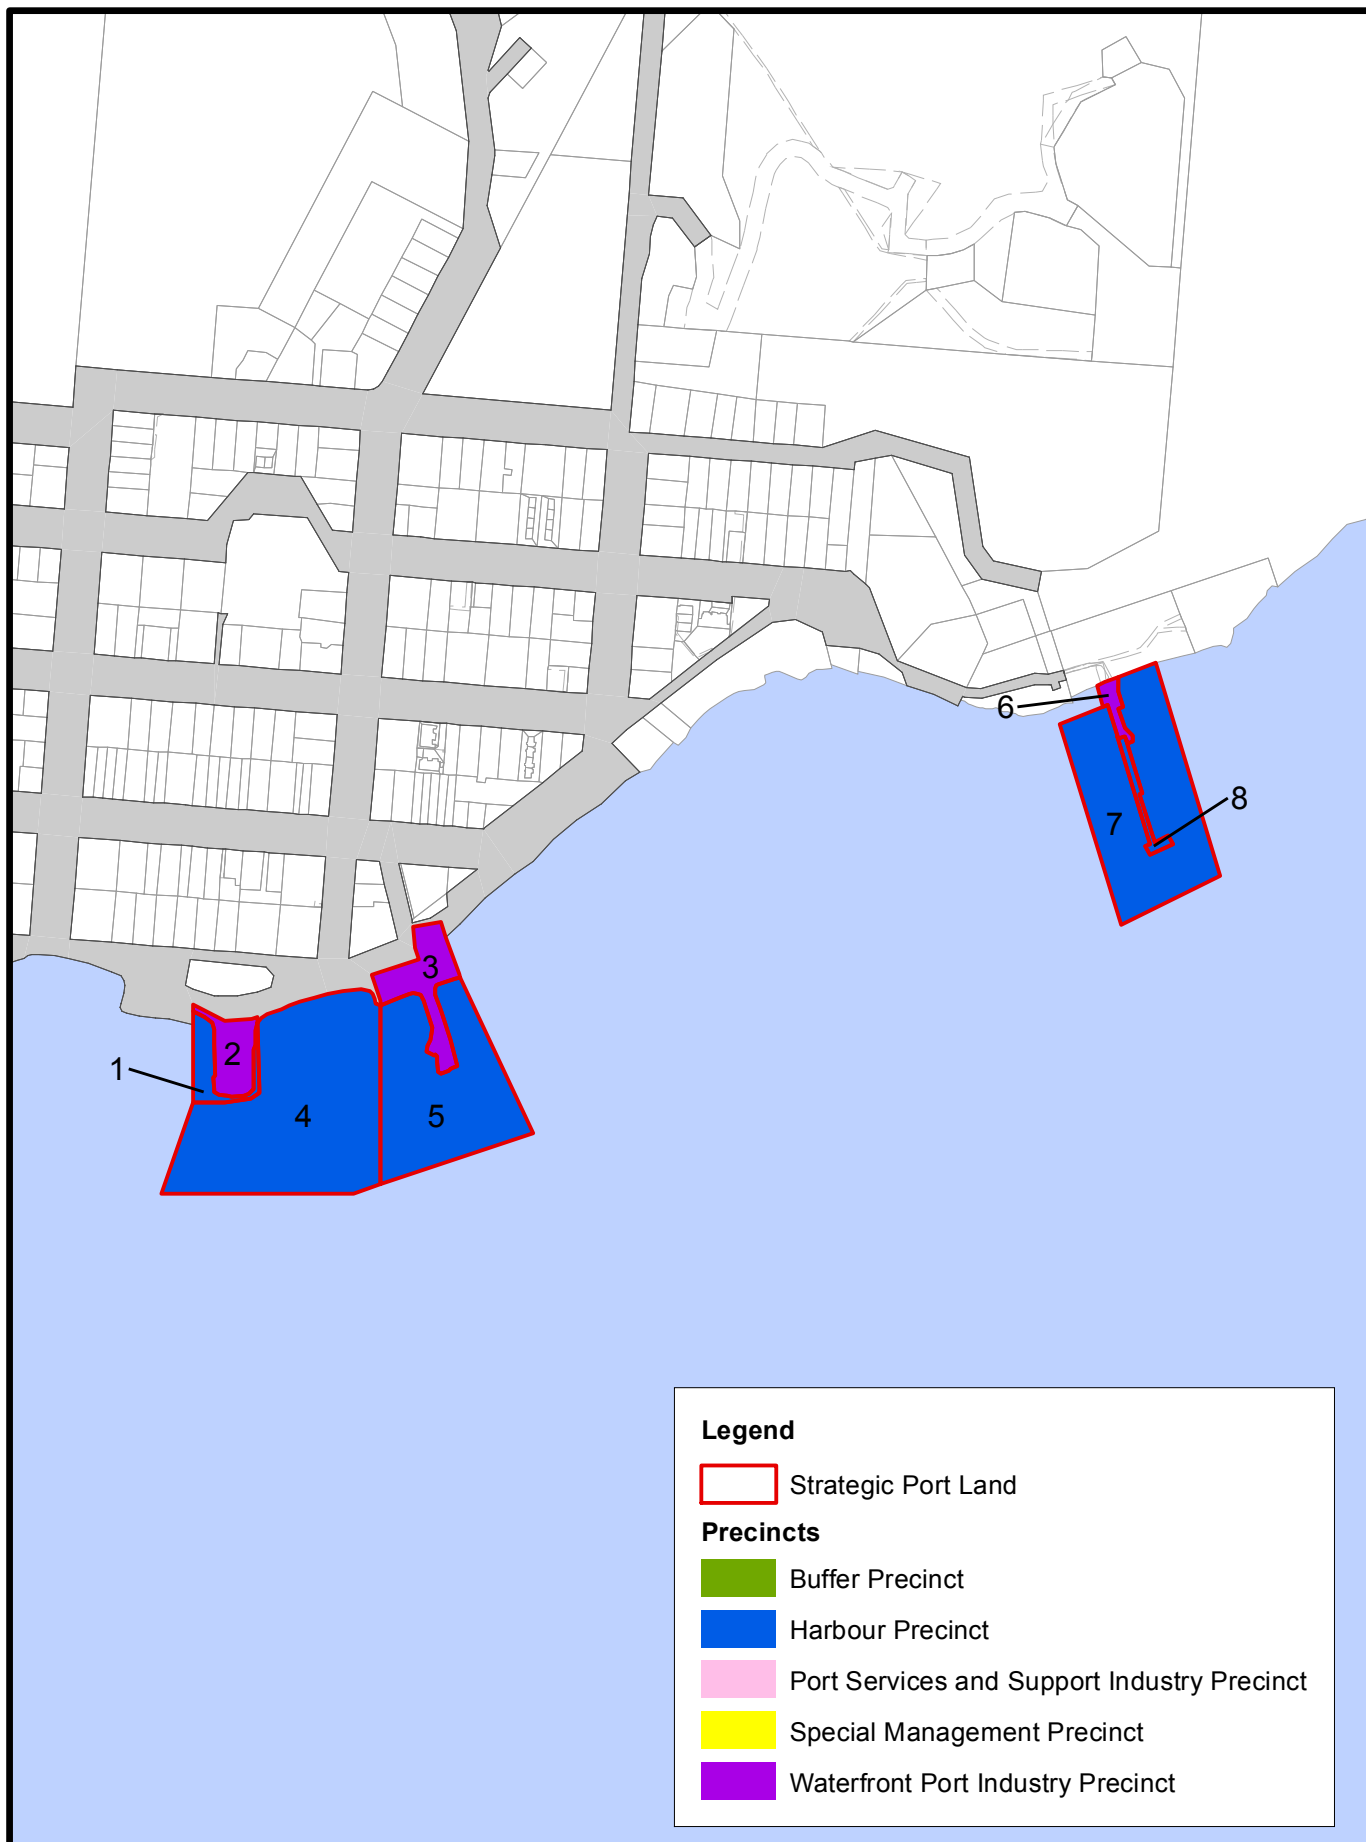 6
8
7
3
2
1
4
5
Legend
Strategic Port Land
Precincts
Buffer Precinct
Harbour Precinct
Port Services and Support Industry Precinct
Special Management Precinct
Waterfront Port Industry Precinct